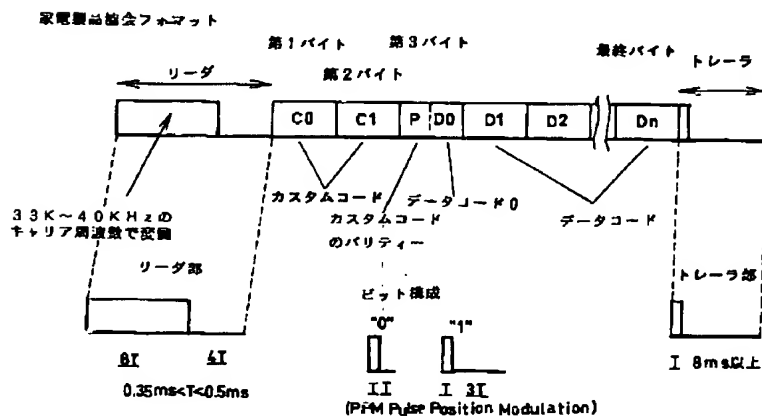 家電製品協会フォーマット
第1バイト
第3バイト
最終バイト
リーダ
第2バイト
トレーラ
C0
C1
P
D0
D1
D2
Dn
カスタムコード
データコード0
カスタムコード
のパリティー
データコード
33K～40KHzの
キャリア周波数で変調
リーダ部
トレーラ部
ビット構成
"0"
"1"
8T
4T
T T
T
3T
T
8ms以上
0.35ms<T<0.5ms
(PPM Pulse Position Modulation)